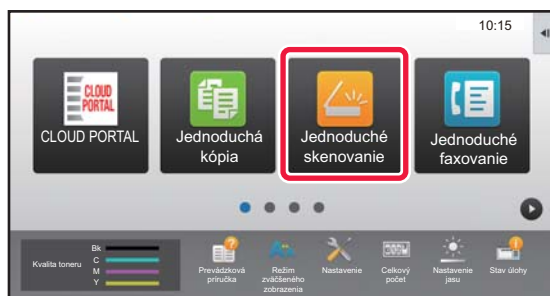 10:15
CLOUD
PORTAL
CLOUD PORTAL
Jednoduchá
kópia
Jednoduché
skenovanie
Jednoduché
faxovanie
Kvalita toneru
Bk
C
M
Y
Prevádzková
príručka
Režim
zväčšeného
zobrazenia
Nastavenie
Celkový
počet
Nastavenie
jasu
Stav úlohy